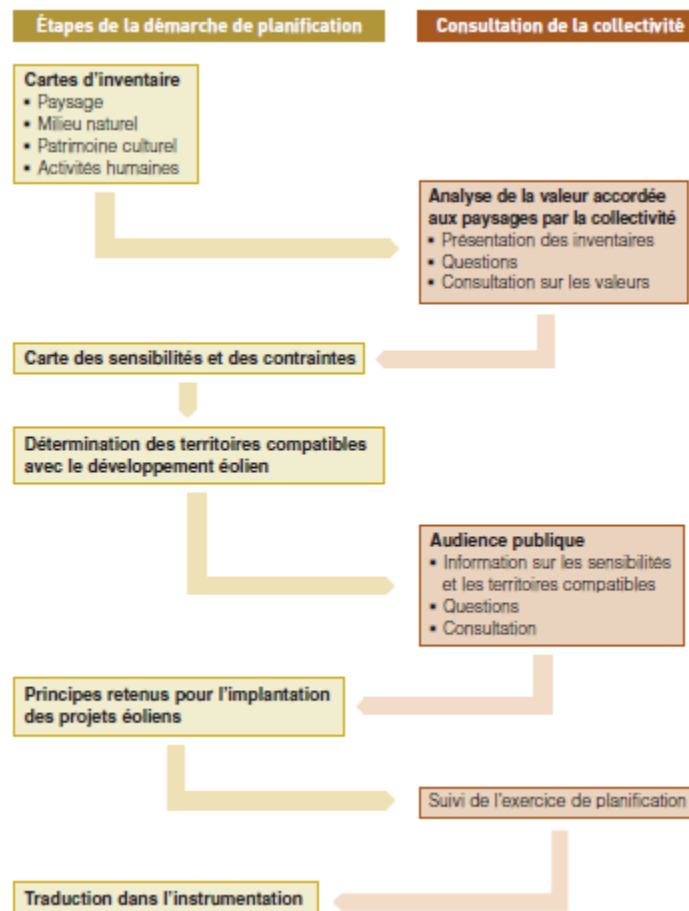 Étapes de la démarche de planification
Consultation de la collectivité
Cartes d'inventaire
▪ Paysage
▪ Milieu naturel
▪ Patrimoine culturel
▪ Activités humaines
Analyse de la valeur accordée
aux paysages par la collectivité
▪ Présentation des inventaires
▪ Questions
▪ Consultation sur les valeurs
Carte des sensibilités et des contraintes
Détermination des territoires compatibles
avec le développement éolien
Audience publique
▪ Information sur les sensibilités
et les territoires compatibles
▪ Questions
▪ Consultation
Principes retenus pour l'implantation
des projets éoliens
Suivi de l'exercice de planification
Traduction dans l'instrumentation